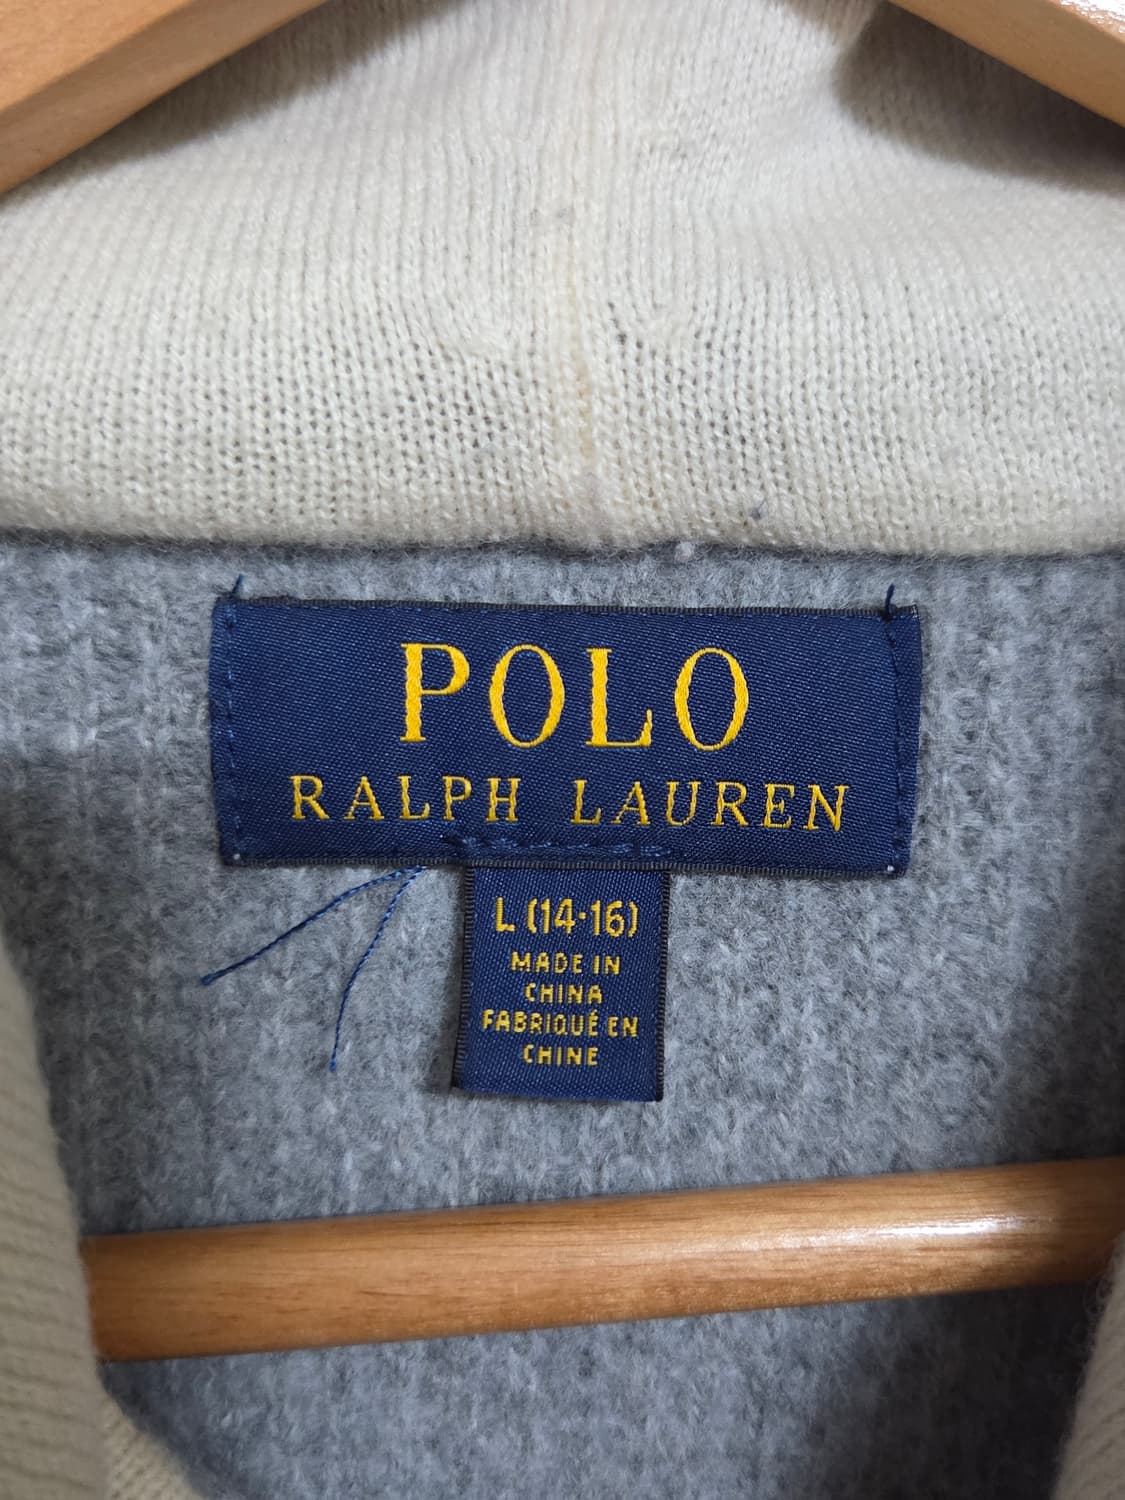 POLO
RALPH LAUREN
L (14·16)
MADE IN
CHINA
FABRIQUÉ EN
CHINE